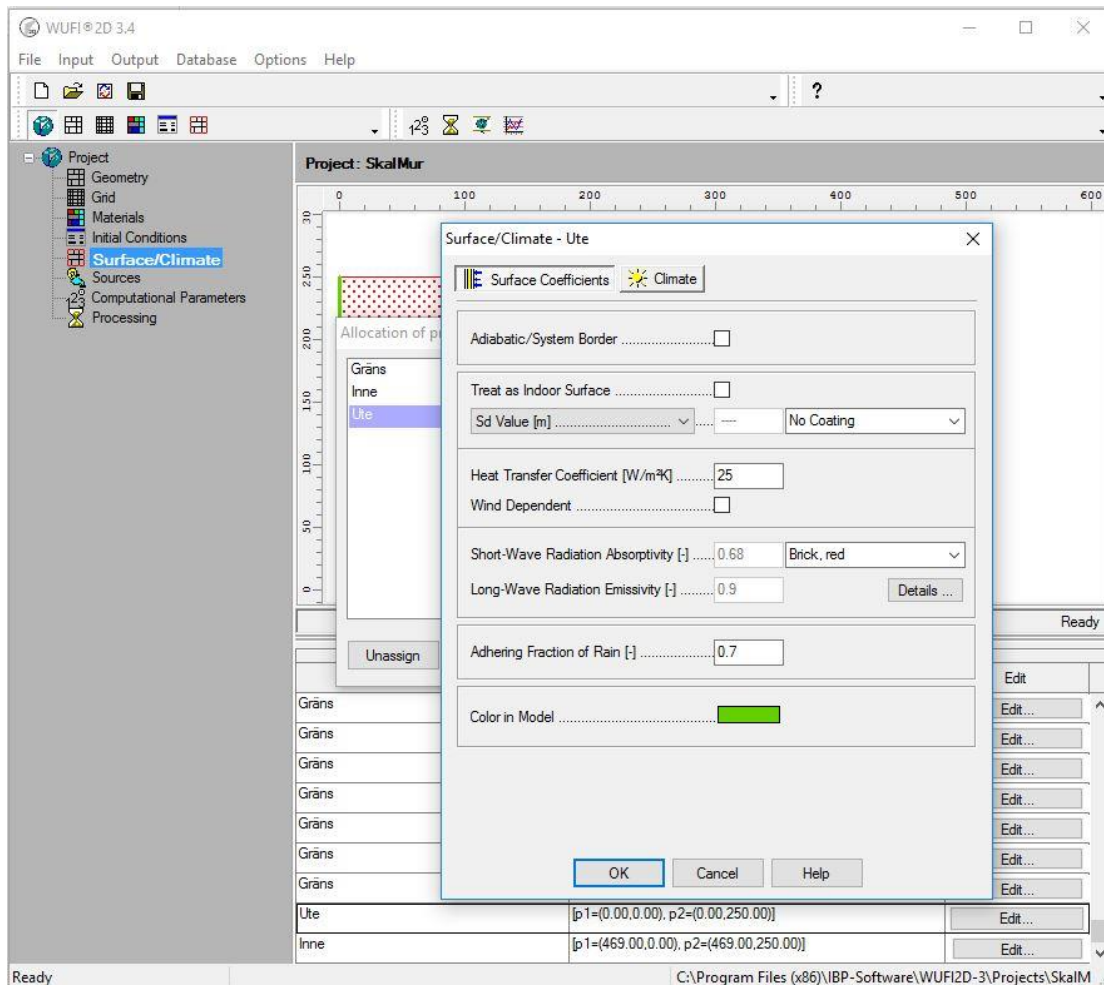 WUFI®2D 3.4
File Input Output Database Options Help
?
Project
Geometry
Grid
Materials
Initial Conditions
Surface/Climate
Sources
Computational Parameters
Processing
Project: SkalMur
0 100 200 300 400 500 600
30
250
200
150
100
50
0
Allocation of p
Gräns
Inne
Ute
Unassign
Surface/Climate - Ute
Surface Coefficients Climate
Adiabatic/System Border ........................
Treat as Indoor Surface ..........................
Sd Value [m] .............................. ..... ---- No Coating
Heat Transfer Coefficient [W/m²K] .........25
Wind Dependent ...................................
Short-Wave Radiation Absorptivity [-] ......0.68 Brick, red
Long-Wave Radiation Emissivity [-] .........0.9 Details ...
Adhering Fraction of Rain [-] ...................0.7
Color in Model ........................................
OK Cancel Help
Ready
Edit
Gräns Edit...
Gräns Edit...
Gräns Edit...
Gräns Edit...
Gräns Edit...
Gräns Edit...
Gräns Edit...
Ute [p1=(0.00,0.00), p2=(0.00,250.00)] Edit...
Inne [p1=(469.00,0.00), p2=(469.00,250.00)] Edit...
Ready C:\Program Files (x86)\IBP-Software\WUFI2D-3\Projects\SkalM